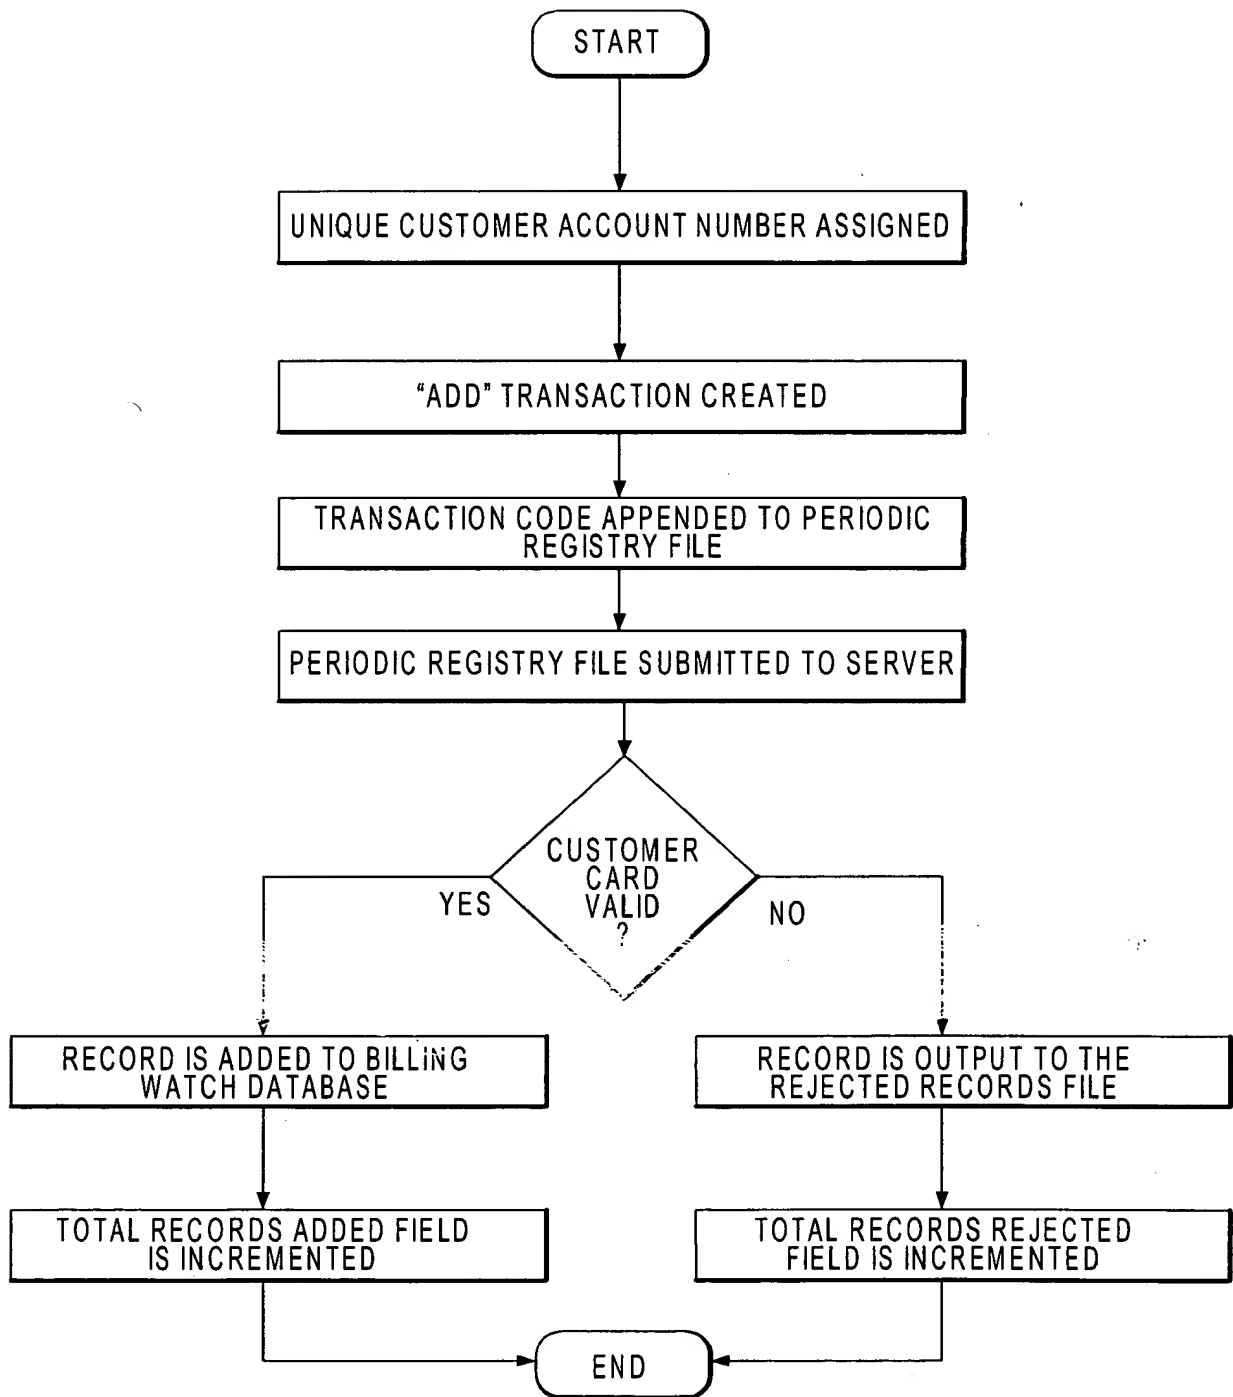 START
UNIQUE CUSTOMER ACCOUNT NUMBER ASSIGNED
“ADD” TRANSACTION CREATED
TRANSACTION CODE APPENDED TO PERIODIC
REGISTRY FILE
PERIODIC REGISTRY FILE SUBMITTED TO SERVER
CUSTOMER
CARD
VALID
?
YES
NO
RECORD IS ADDED TO BILLING
WATCH DATABASE
RECORD IS OUTPUT TO THE
REJECTED RECORDS FILE
TOTAL RECORDS ADDED FIELD
IS INCREMENTED
TOTAL RECORDS REJECTED
FIELD IS INCREMENTED
END